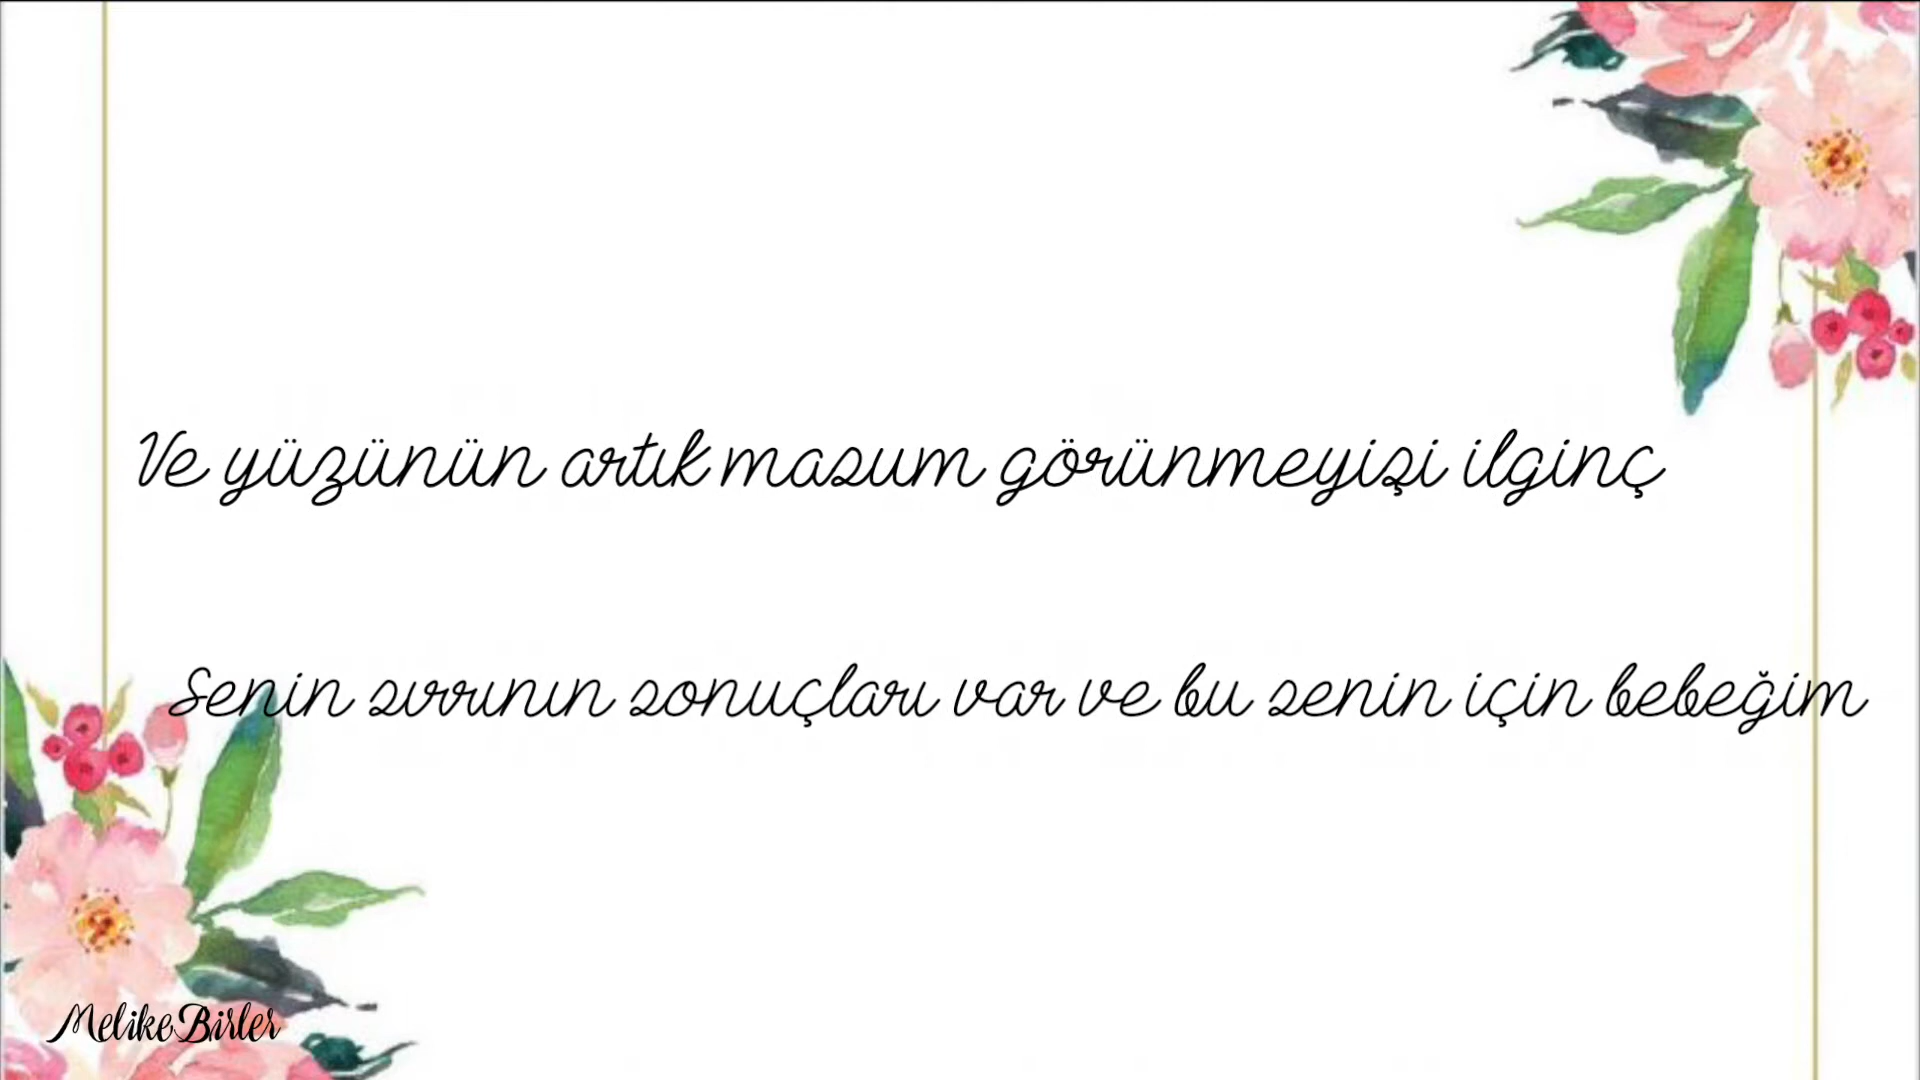 Ve yüzünün artık masum görünmeyişi ilginç
Senin sırrının sonuçları var ve bu senin için bebeğim
MelikeBirler